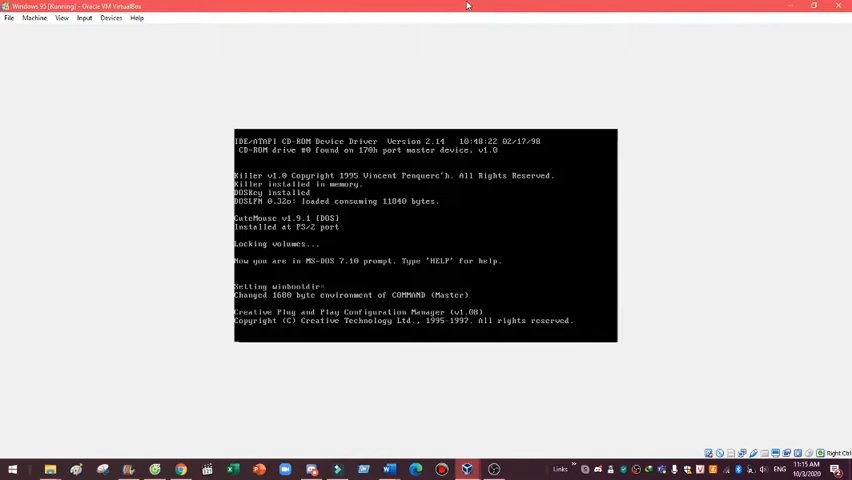 Windows 95 [Running] - Oracle VM VirtualBox
File Machine View Input Devices Help
IDE/ATAPI CD-ROM Device Driver Version 2.14 10:48:22 02/17/98
CD-ROM drive #0 found on 170h port master device, v1.0
Killer v1.0 Copyright 1995 Vincent Penquerc'h. All Rights Reserved.
Killer installed in memory.
DOSKey installed
DOSLFN 0.32o: loaded consuming 11840 bytes.
CuteMouse v1.9.1 [DOS]
Installed at PS/2 port
Locking volumes...
Now you are in MS-DOS 7.10 prompt. Type 'HELP' for help.
Setting winbootdir=
Changed 1680 byte environment of COMMAND (Master)
Creative Plug and Play Configuration Manager (v1.08)
Copyright (C) Creative Technology Ltd., 1995-1997. All rights reserved.
Right Ctrl
Links
ENG
11:15 AM
10/3/2020